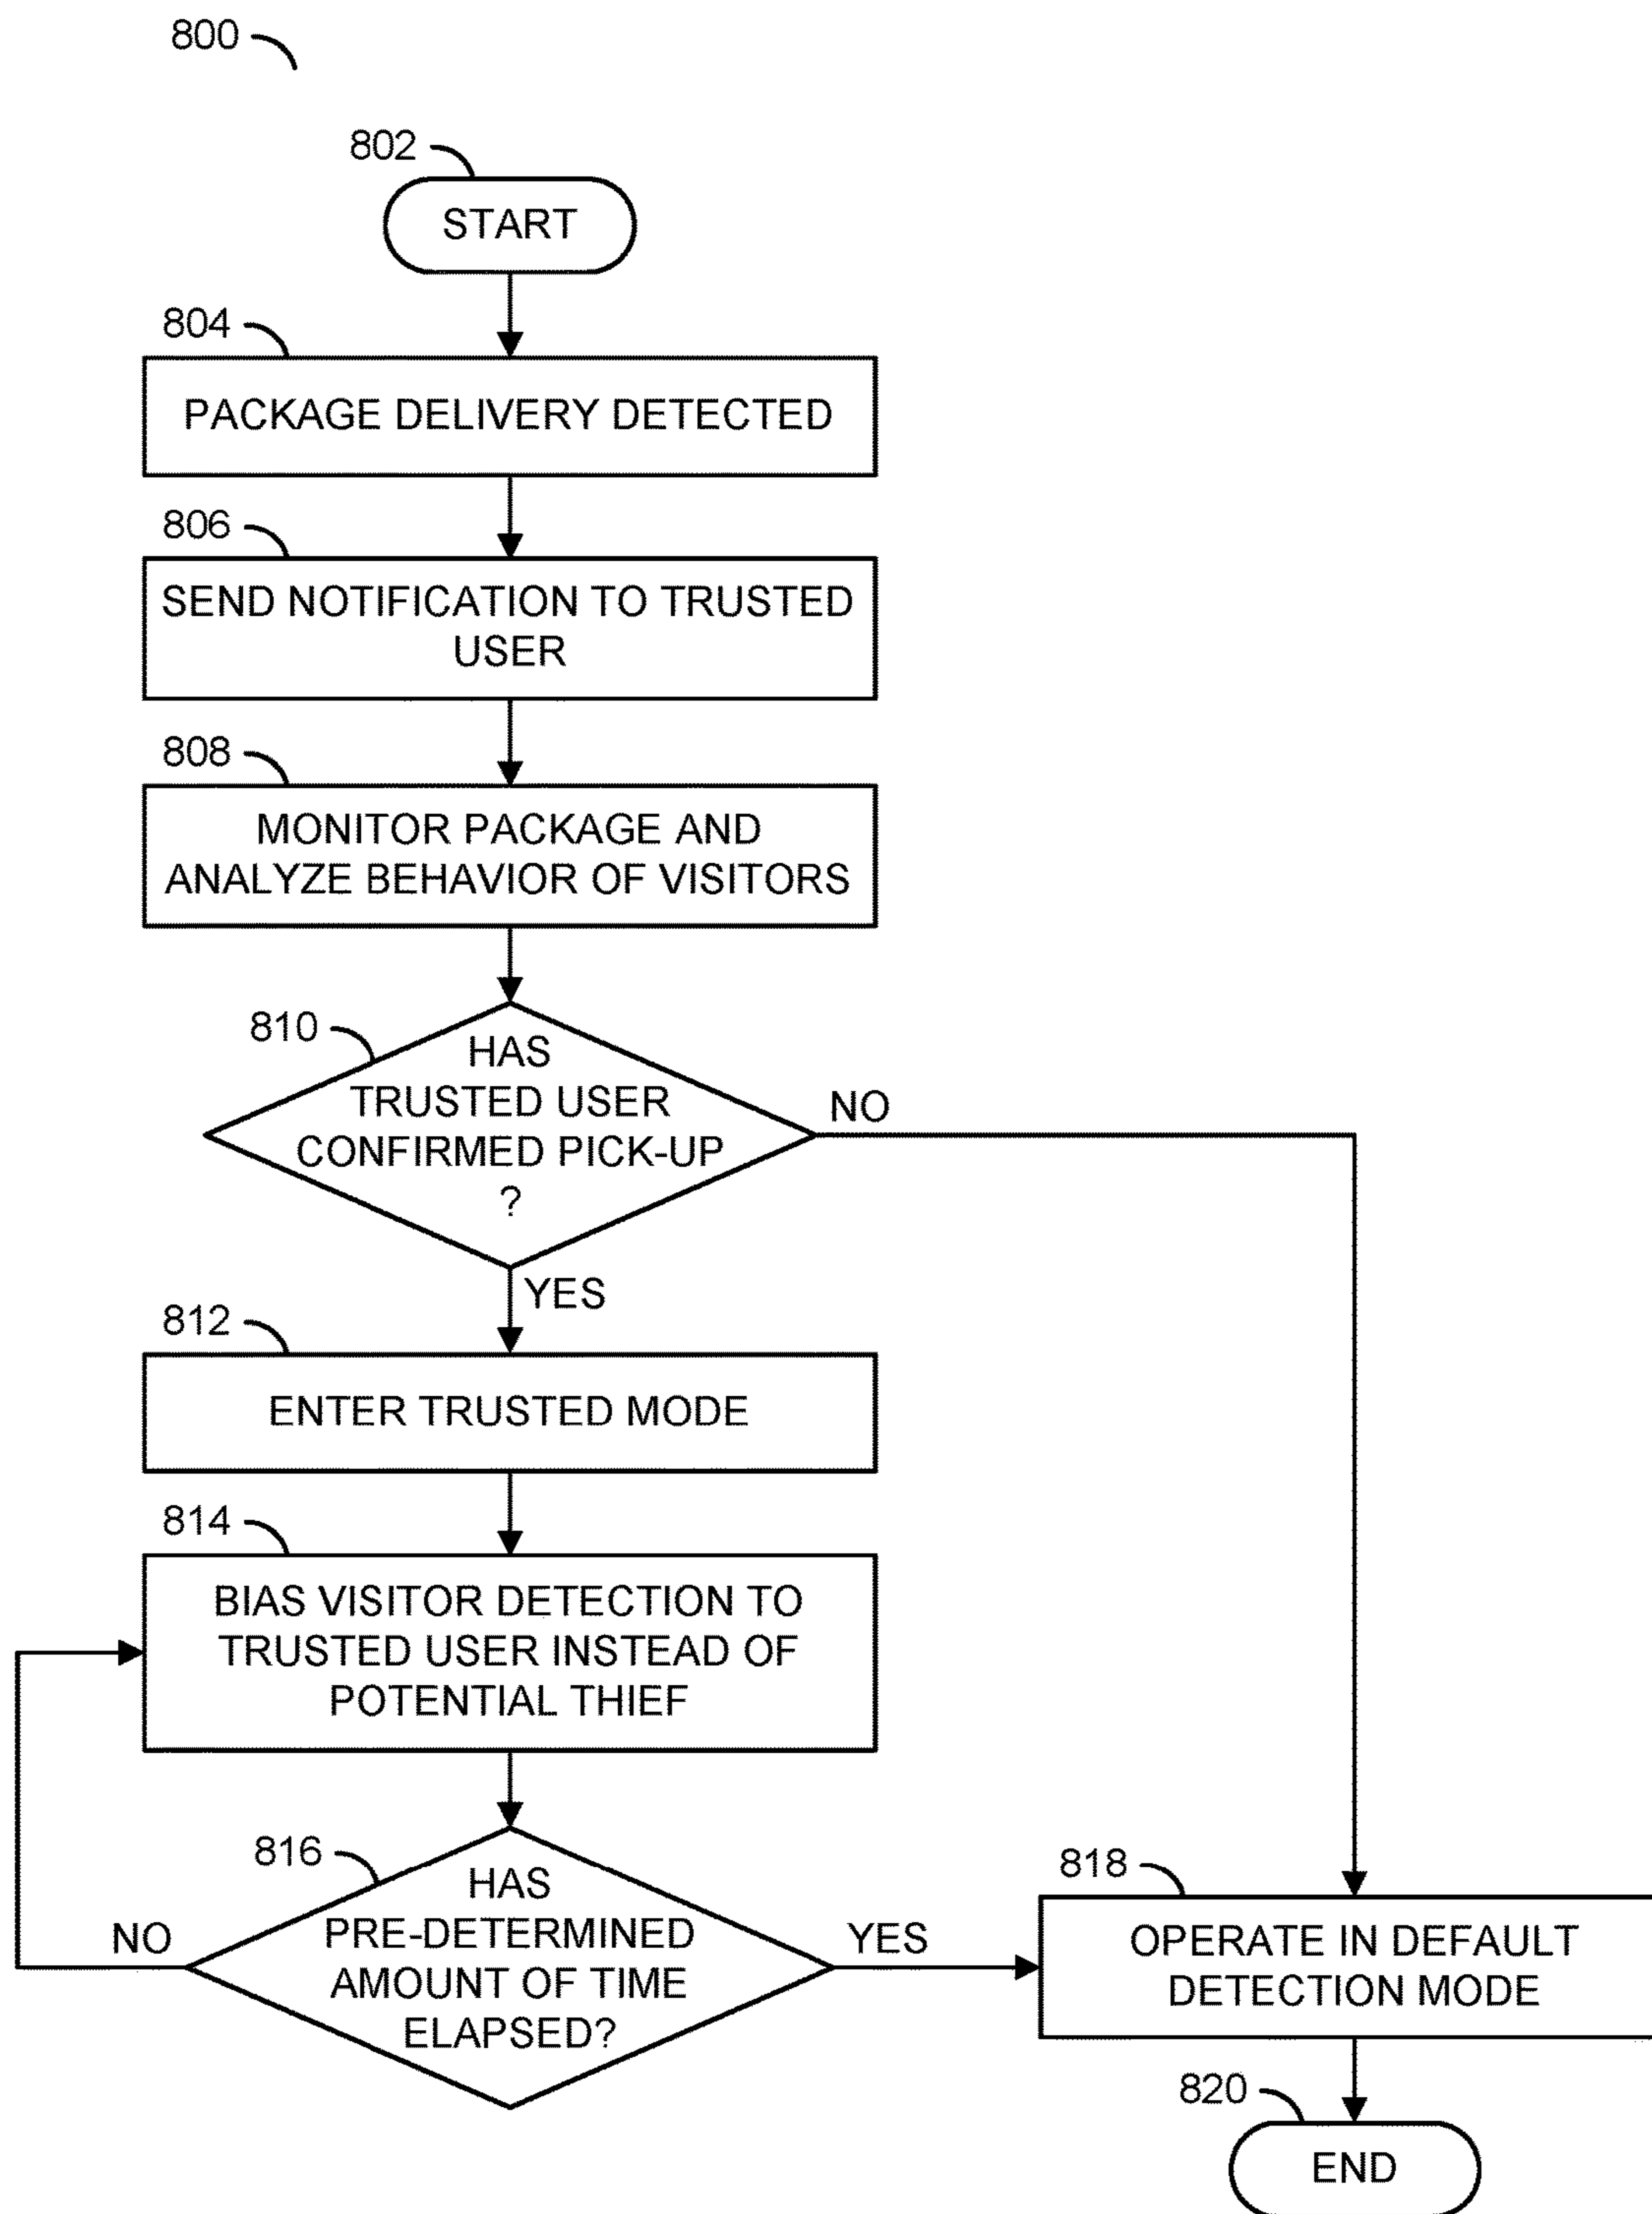 800
802
START
804
PACKAGE DELIVERY DETECTED
806
SEND NOTIFICATION TO TRUSTED
USER
808
MONITOR PACKAGE AND
ANALYZE BEHAVIOR OF VISITORS
810
HAS
TRUSTED USER
CONFIRMED PICK-UP
?
NO
YES
812
ENTER TRUSTED MODE
814
BIAS VISITOR DETECTION TO
TRUSTED USER INSTEAD OF
POTENTIAL THIEF
816
HAS
PRE-DETERMINED
AMOUNT OF TIME
ELAPSED?
NO
YES
818
OPERATE IN DEFAULT
DETECTION MODE
820
END